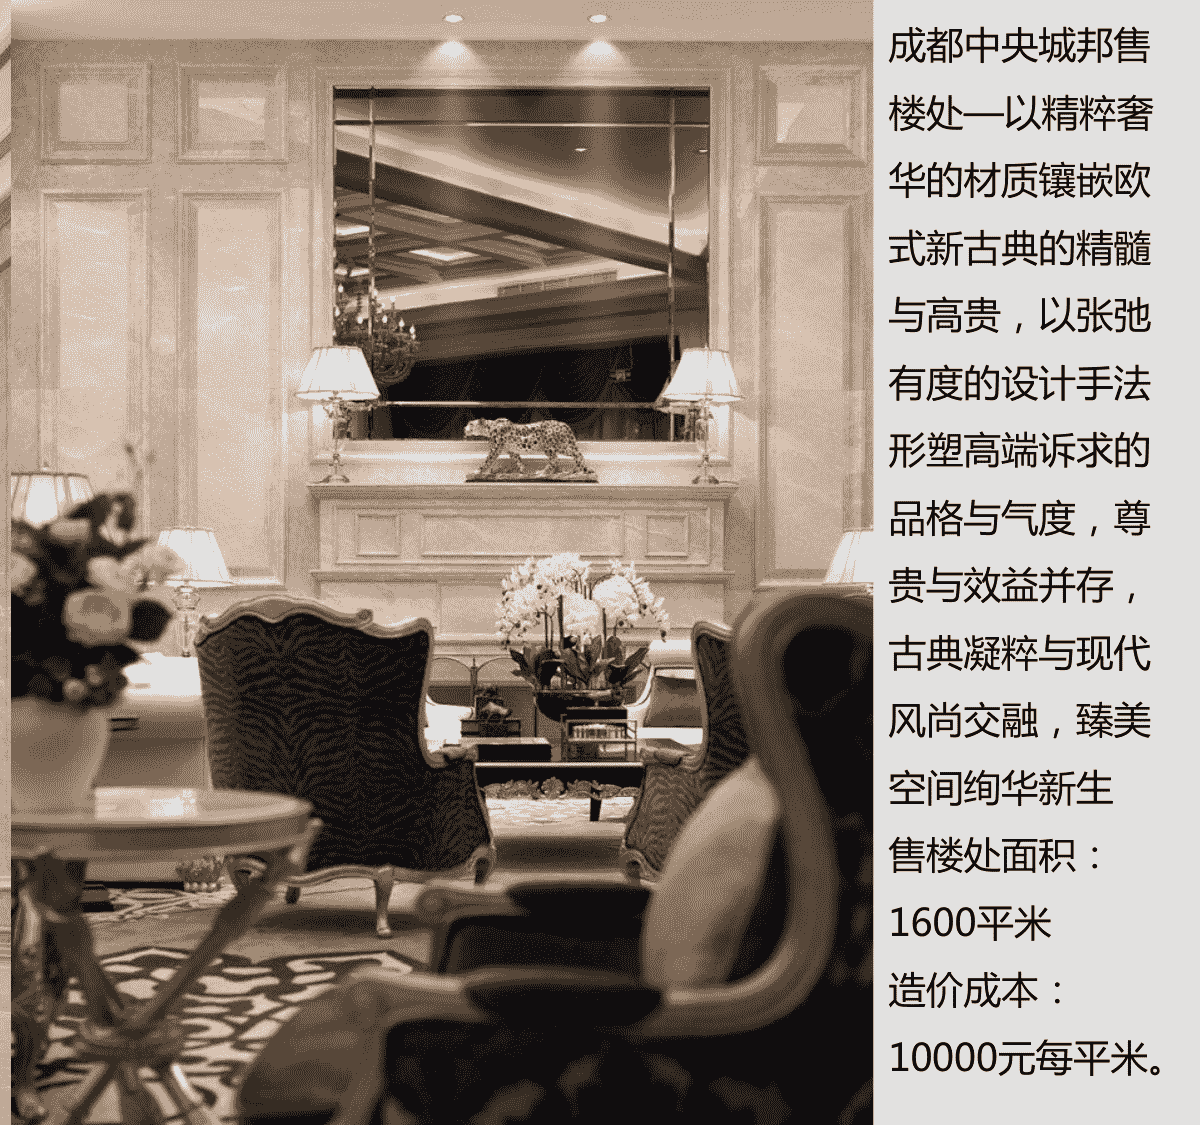 成都中央城邦售
楼处—以精粹奢
华的材质镶嵌欧
式新古典的精髓
与高贵，以张弛
有度的设计手法
形塑高端诉求的
品格与气度，尊
贵与效益并存，
古典凝粹与现代
风尚交融，臻美
空间绚华新生
售楼处面积：
1600平米
造价成本：
10000元每平米。